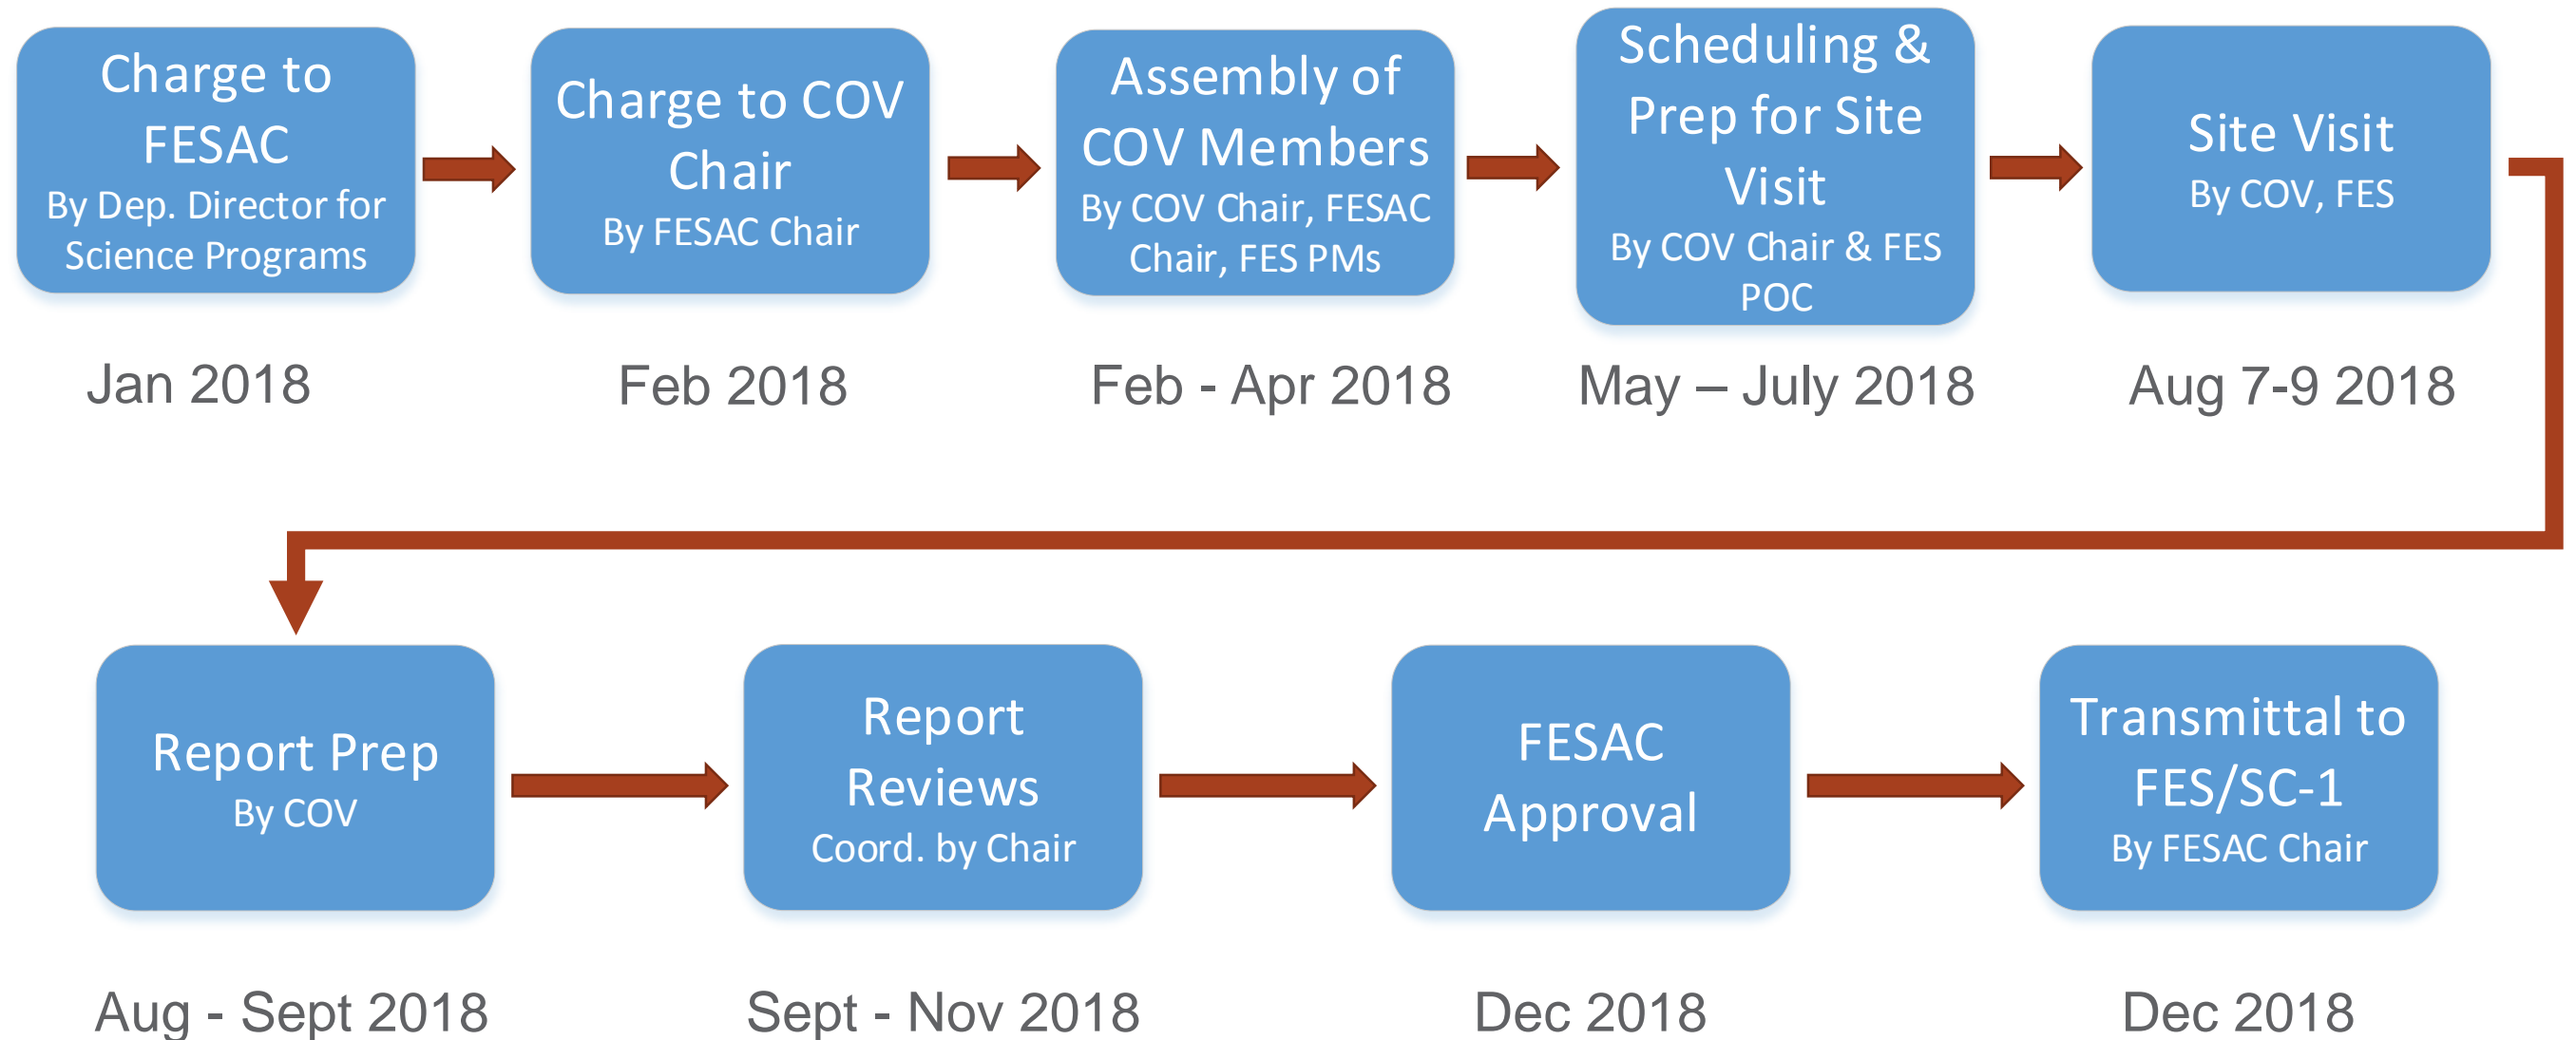 Charge to
FESAC
By Dep. Director for
Science Programs
Charge to COV
Chair
By FESAC Chair
Assembly of
COV Members
By COV Chair, FESAC
Chair, FES PMs
Scheduling &
Prep for Site
Visit
By COV Chair & FES
POC
Site Visit
By COV, FES
Jan 2018
Feb 2018
Feb - Apr 2018
May – July 2018
Aug 7-9 2018
Report Prep
By COV
Report
Reviews
Coord. by Chair
FESAC
Approval
Transmittal to
FES/SC-1
By FESAC Chair
Aug - Sept 2018
Sept - Nov 2018
Dec 2018
Dec 2018